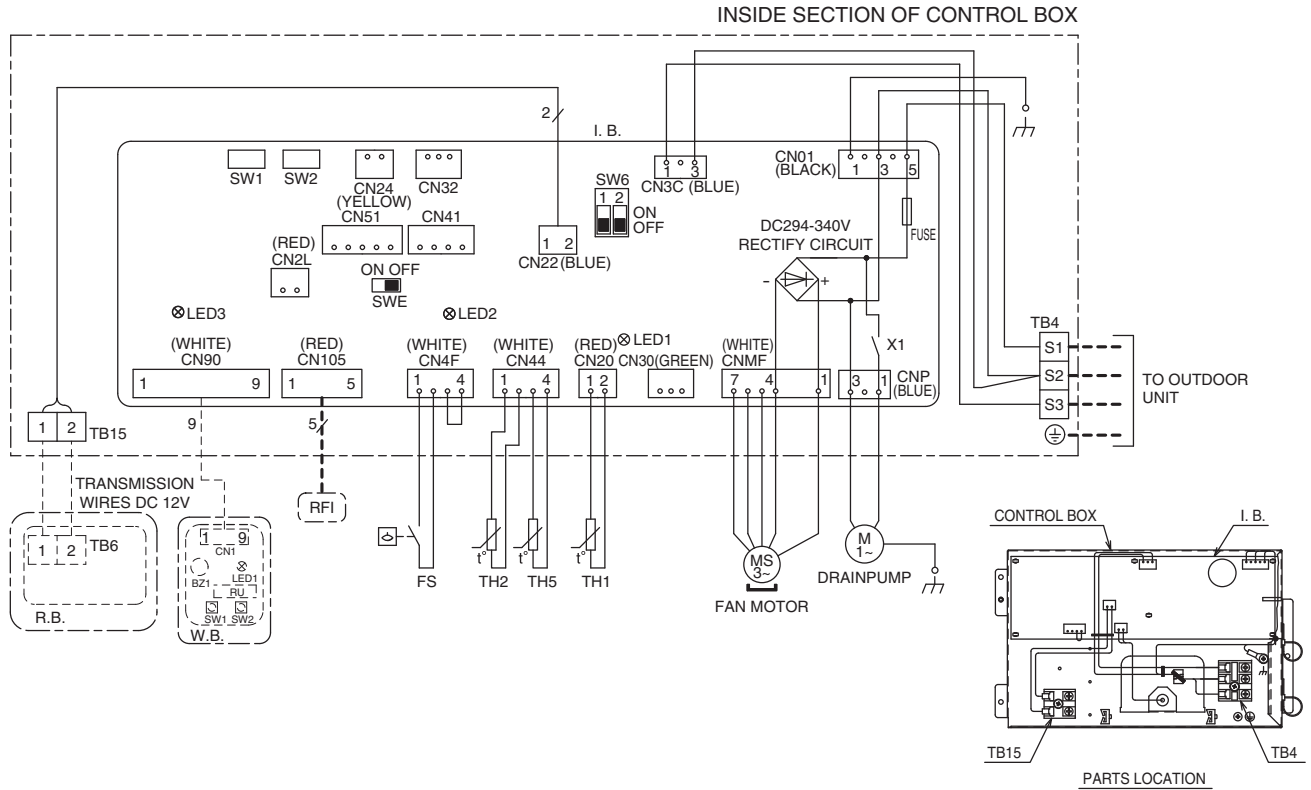 INSIDE SECTION OF CONTROL BOX
2
I. B.
SW1
SW2
CN24
(YELLOW)
CN32
CN51
CN41
(RED)
CN2L
ON OFF
SWE
1 2
CN22(BLUE)
SW6
1 2
ON
OFF
1 3
CN3C (BLUE)
CN01
(BLACK)
1 3 5
FUSE
DC294-340V
RECTIFY CIRCUIT
- +
X1
LED3
LED2
LED1
(WHITE)
CN90
1 9
(RED)
CN105
1 5
(WHITE)
CN4F
1 4
(WHITE)
CN44
1 4
(RED)
CN20
1 2
CN30(GREEN)
(WHITE)
CNMF
7 4 1
CNP
(BLUE)
3 1
TB4
S1
S2
S3
TO OUTDOOR
UNIT
1 2
TB15
9
5
TRANSMISSION
WIRES DC 12V
1 2
TB6
R.B.
1 9
CN1
BZ1
LED1
RU
SW1 SW2
W.B.
RFI
FS
t°
TH2
t°
TH5
t°
TH1
MS
3~
FAN MOTOR
M
1~
DRAINPUMP
CONTROL BOX
I. B.
TB15
TB4
PARTS LOCATION